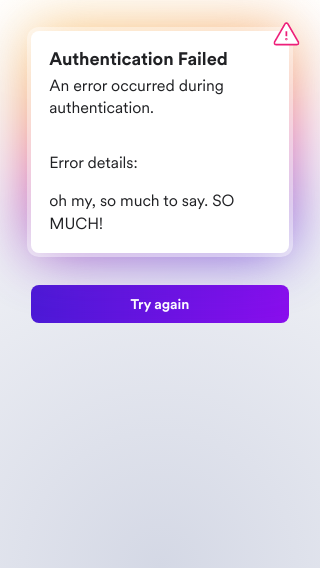 Authentication Failed
An error occurred during
authentication.
Error details:
oh my, so much to say. SO
MUCH!
Try again